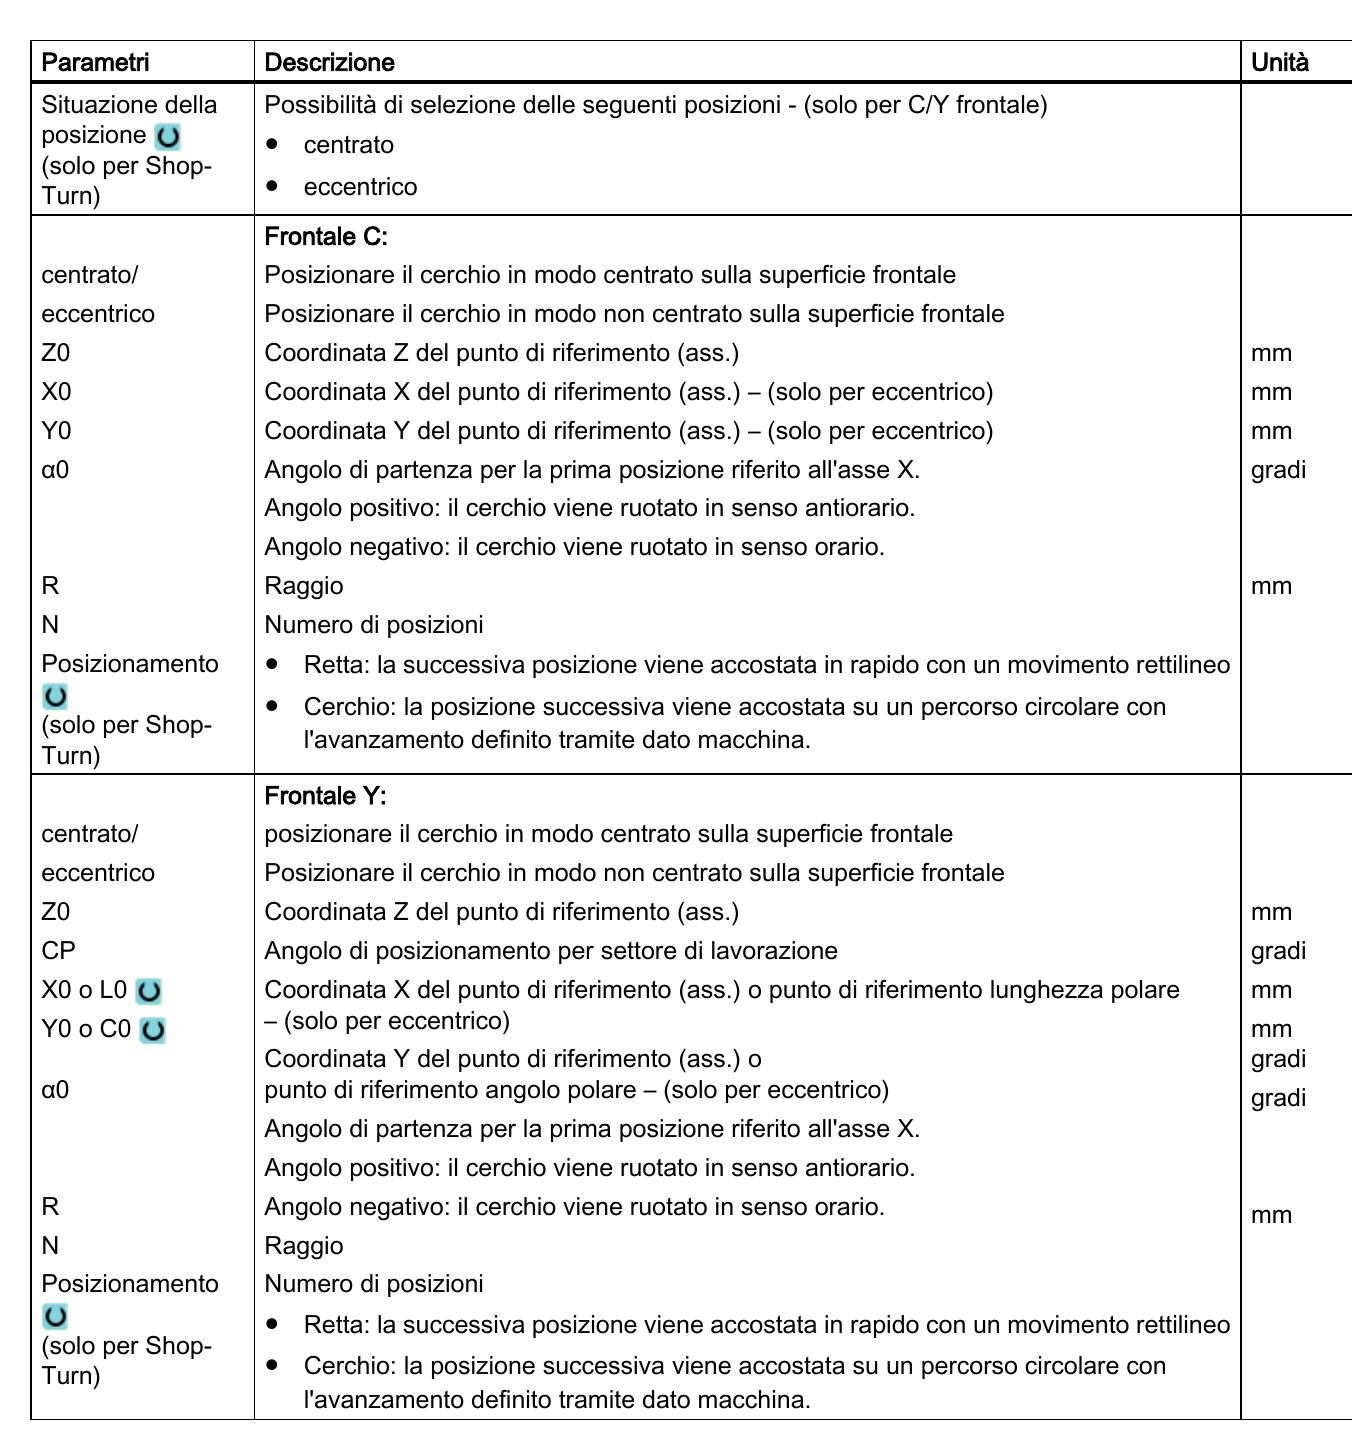 Parametri Descrizione Unità
Situazione della
posizione
(solo per Shop-
Turn)
Possibilità di selezione delle seguenti posizioni - (solo per C/Y frontale)
● centrato
● eccentrico
Frontale C:
centrato/ Posizionare il cerchio in modo centrato sulla superficie frontale
eccentrico Posizionare il cerchio in modo non centrato sulla superficie frontale
Z0 Coordinata Z del punto di riferimento (ass.) mm
X0 Coordinata X del punto di riferimento (ass.) – (solo per eccentrico) mm
Y0 Coordinata Y del punto di riferimento (ass.) – (solo per eccentrico) mm
α0 Angolo di partenza per la prima posizione riferito all'asse X. gradi
Angolo positivo: il cerchio viene ruotato in senso antiorario.
Angolo negativo: il cerchio viene ruotato in senso orario.
R Raggio mm
N Numero di posizioni
Posizionamento
(solo per Shop-
Turn)
● Retta: la successiva posizione viene accostata in rapido con un movimento rettilineo
● Cerchio: la posizione successiva viene accostata su un percorso circolare con
l'avanzamento definito tramite dato macchina.
Frontale Y:
centrato/ posizionare il cerchio in modo centrato sulla superficie frontale
eccentrico Posizionare il cerchio in modo non centrato sulla superficie frontale
Z0 Coordinata Z del punto di riferimento (ass.) mm
CP Angolo di posizionamento per settore di lavorazione gradi
X0 o L0 Coordinata X del punto di riferimento (ass.) o punto di riferimento lunghezza polare mm
– (solo per eccentrico)
Y0 o C0 mm
Coordinata Y del punto di riferimento (ass.) o gradi
α0 punto di riferimento angolo polare – (solo per eccentrico) gradi
Angolo di partenza per la prima posizione riferito all'asse X.
Angolo positivo: il cerchio viene ruotato in senso antiorario.
R Angolo negativo: il cerchio viene ruotato in senso orario. mm
N Raggio
Posizionamento Numero di posizioni
(solo per Shop-
Turn)
● Retta: la successiva posizione viene accostata in rapido con un movimento rettilineo
● Cerchio: la posizione successiva viene accostata su un percorso circolare con
l'avanzamento definito tramite dato macchina.